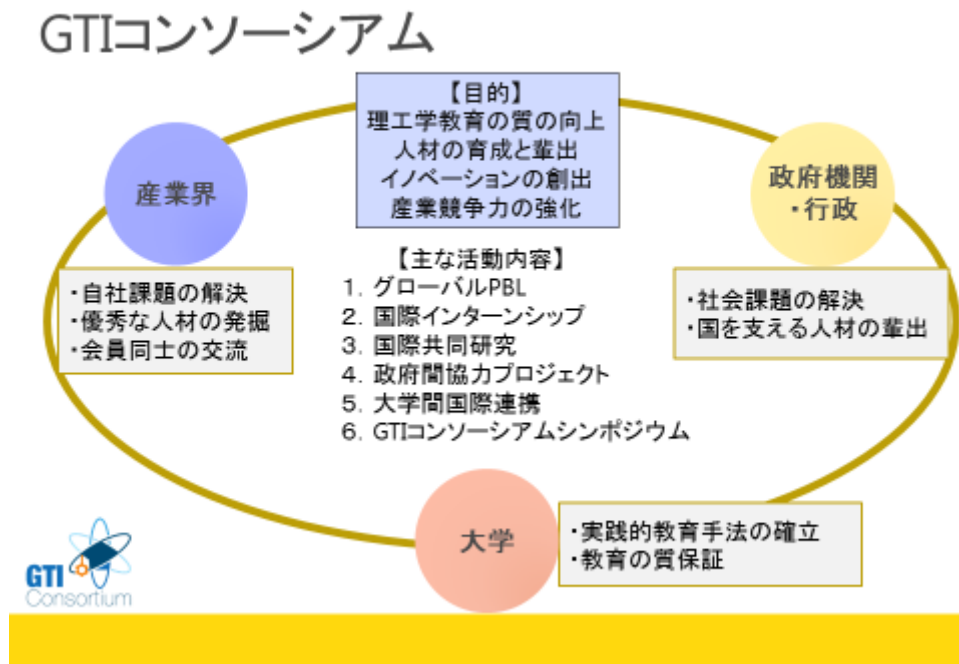 GTIコンソーシアム
【目的】
理工学教育の質の向上
人材の育成と輩出
イノベーションの創出
産業競争力の強化
産業界
政府機関
・行政
・自社課題の解決
・優秀な人材の発掘
・会員同士の交流
【主な活動内容】
1．グローバルPBL
2．国際インターンシップ
3．国際共同研究
4．政府間協力プロジェクト
5．大学間国際連携
6．GTIコンソーシアムシンポジウム
・社会課題の解決
・国を支える人材の輩出
大学
・実践的教育手法の確立
・教育の質保証
GTI
Consortium